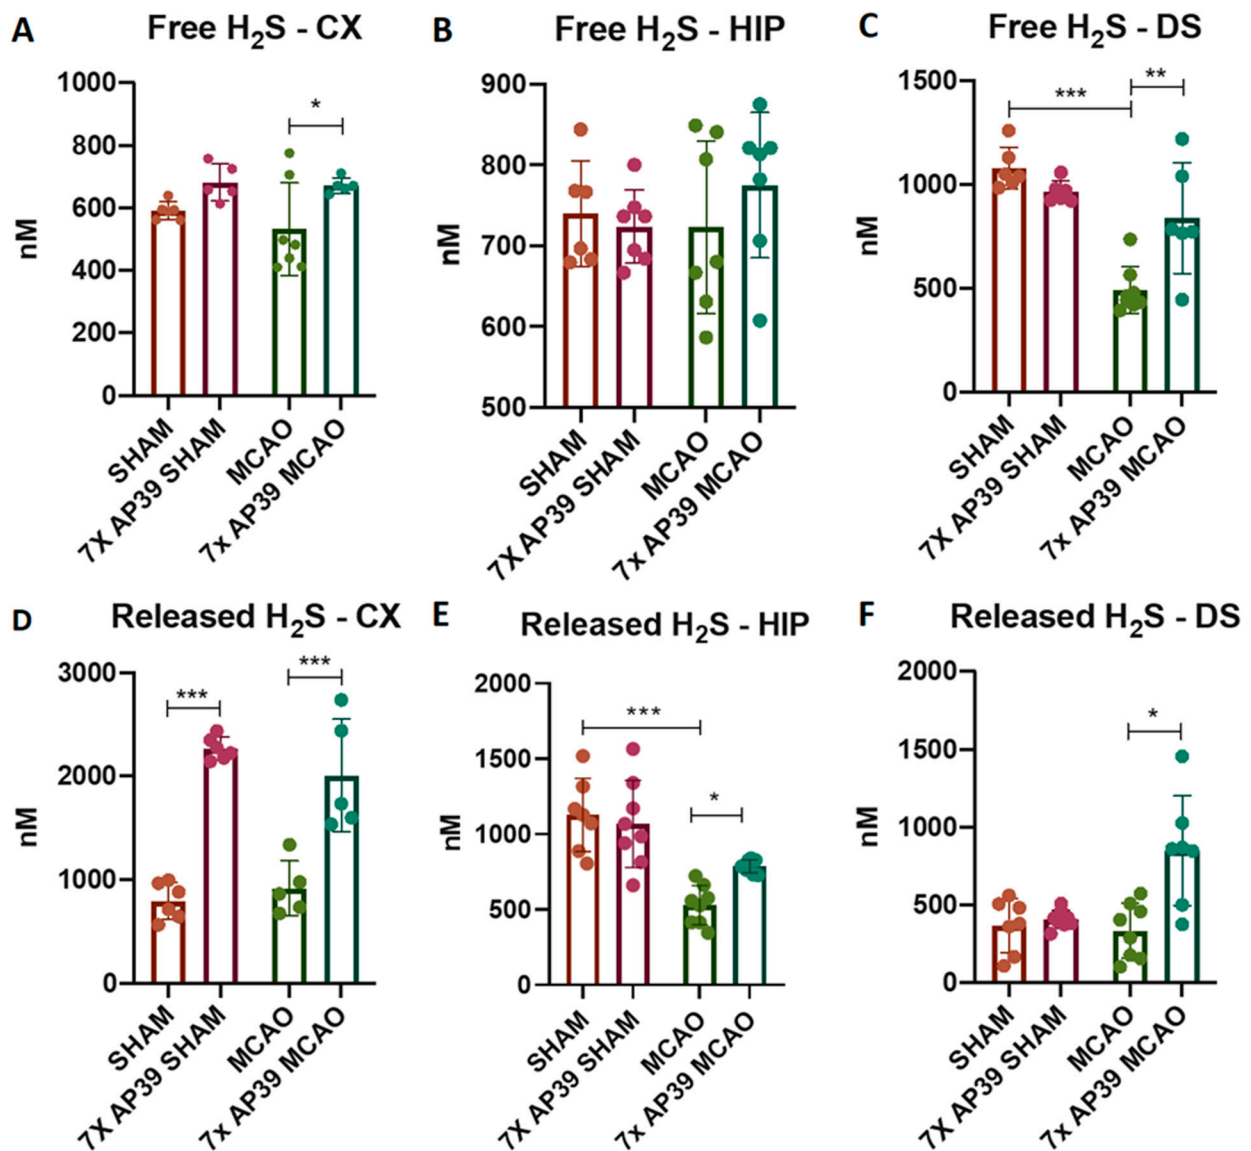 A
Free H₂S - CX
nM
1000
800
600
400
200
0
*
SHAM
7X AP39 SHAM
MCAO
7x AP39 MCAO
B
Free H₂S - HIP
nM
900
800
700
600
500
SHAM
7X AP39 SHAM
MCAO
7x AP39 MCAO
C
Free H₂S - DS
nM
1500
1000
500
0
***
**
SHAM
7X AP39 SHAM
MCAO
7x AP39 MCAO
D
Released H₂S - CX
nM
3000
2000
1000
0
***
***
SHAM
7X AP39 SHAM
MCAO
7x AP39 MCAO
E
Released H₂S - HIP
nM
2000
1500
1000
500
0
***
*
SHAM
7X AP39 SHAM
MCAO
7x AP39 MCAO
F
Released H₂S - DS
nM
2000
1500
1000
500
0
*
SHAM
7X AP39 SHAM
MCAO
7x AP39 MCAO